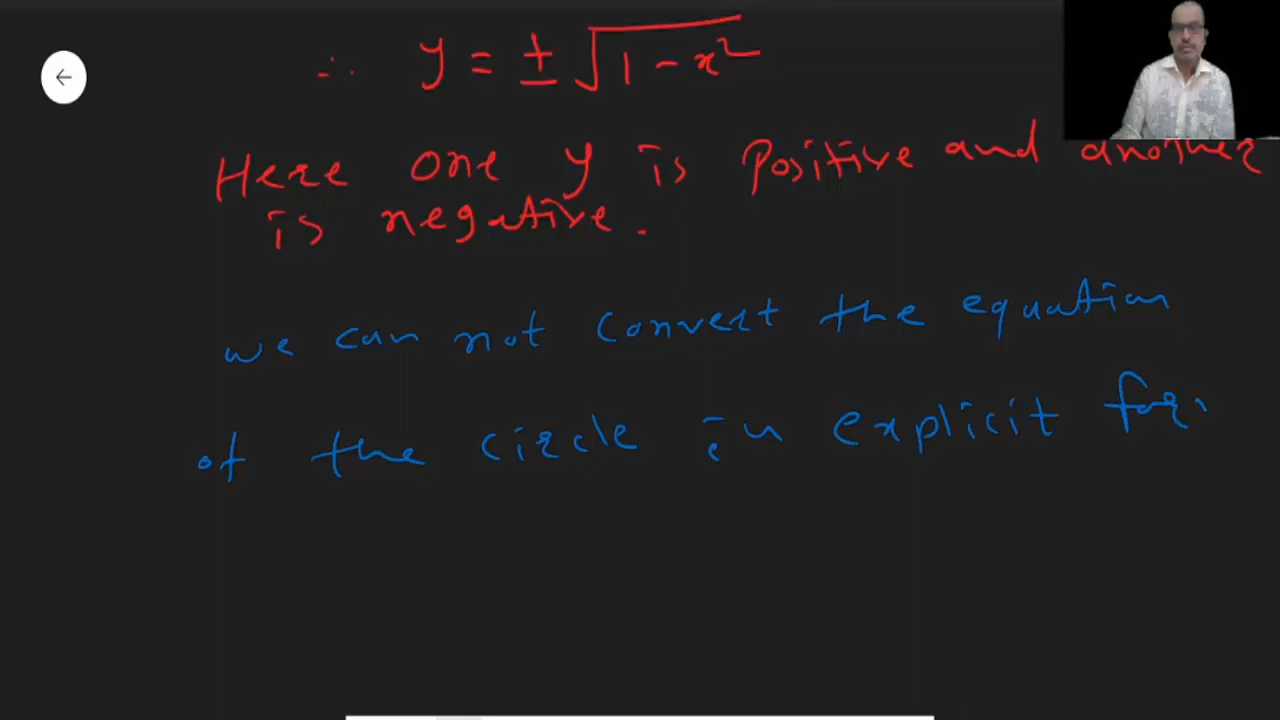 ∴ y = ± √(1 - x²)
Here one y is positive and another
is negative.
we can not convert the equation
of the circle in explicit for